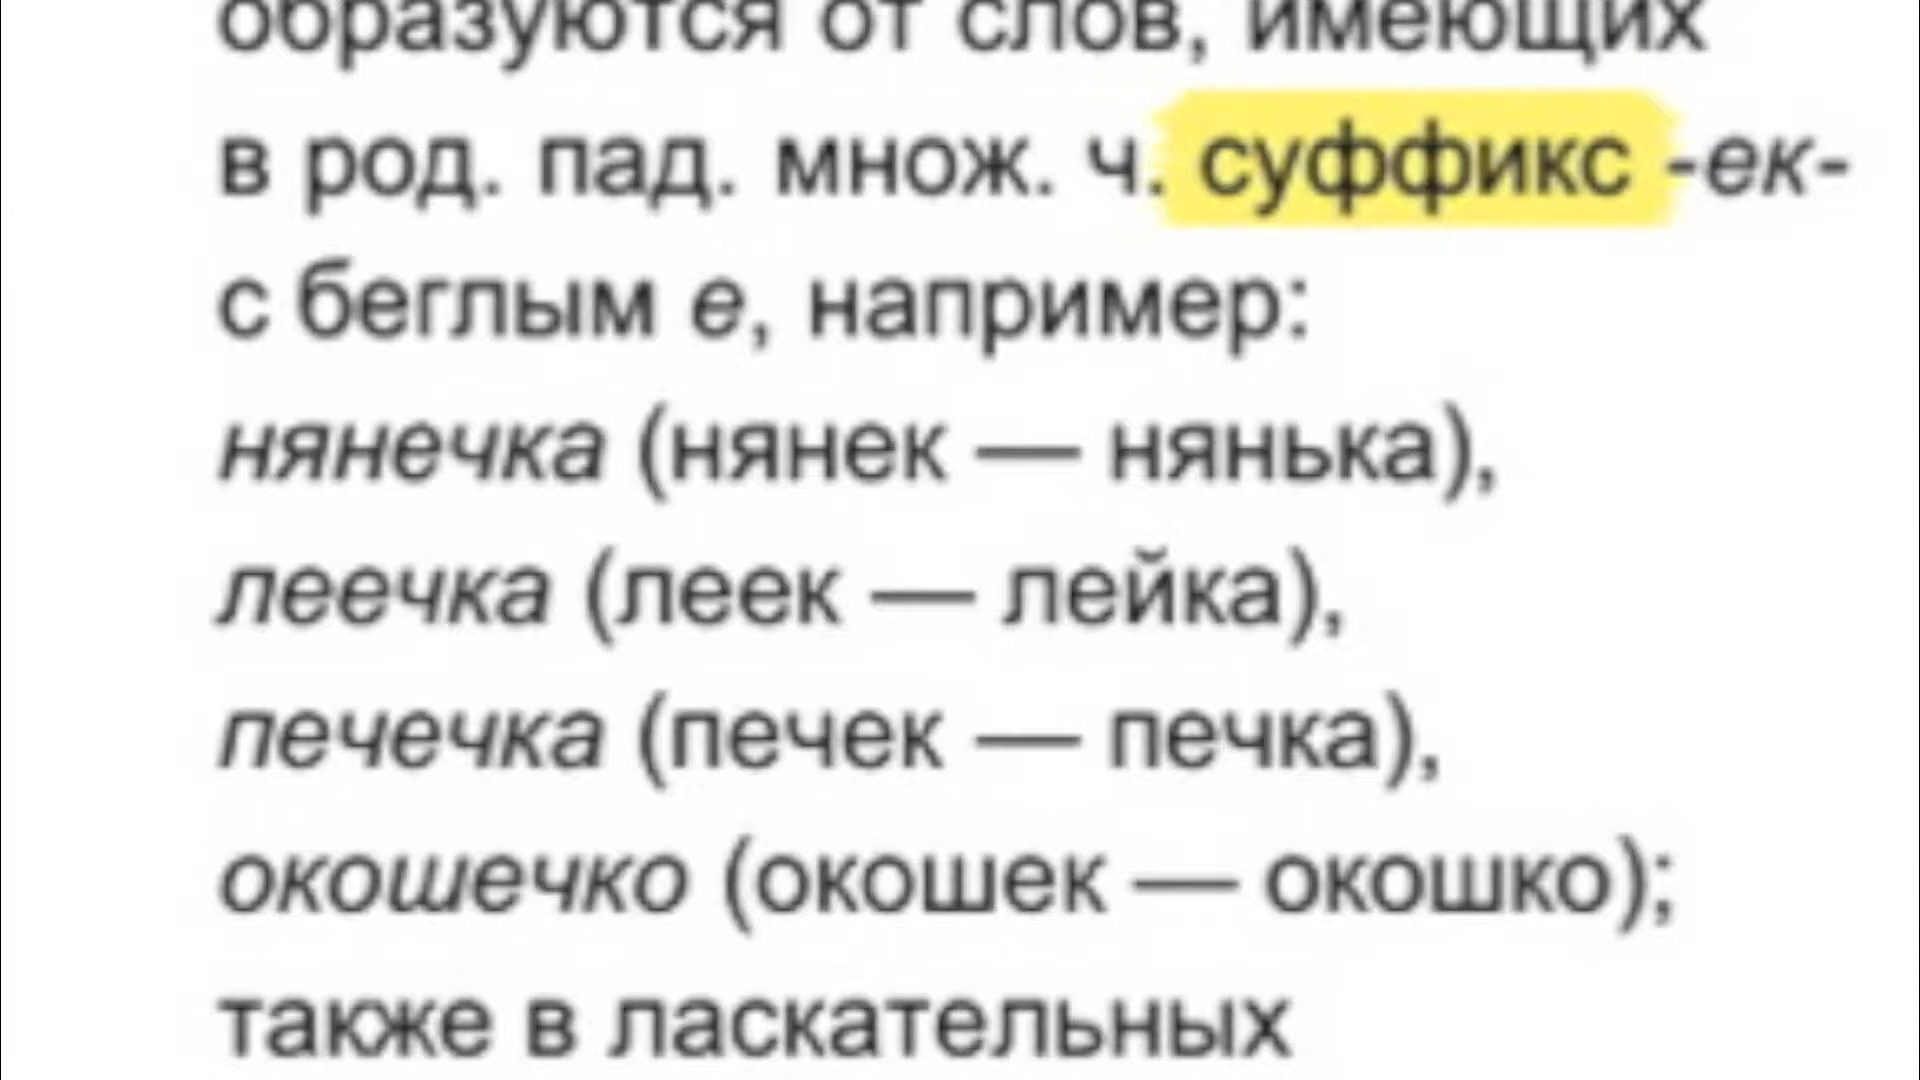 образуются от слов, имеющих
в род. пад. множ. ч. суффикс -ек-
с беглым е, например:
нянечка (нянек — нянька),
леечка (леек — лейка),
печечка (печек — печка),
окошечко (окошек — окошко);
также в ласкательных